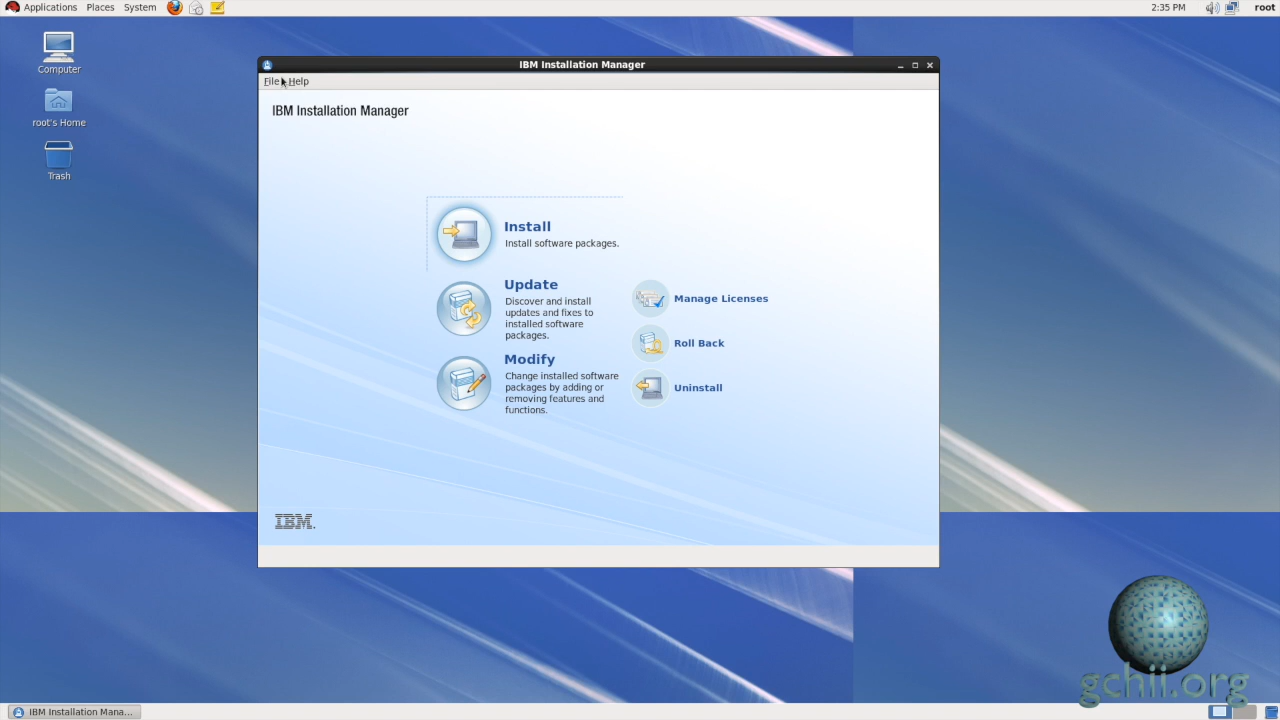 Applications Places System 2:35 PM root
Computer
root's Home
Trash
IBM Installation Manager
File Help
IBM Installation Manager
Install
Install software packages.
Update
Discover and install
updates and fixes to
installed software
packages.
Modify
Change installed software
packages by adding or
removing features and
functions.
Manage Licenses
Roll Back
Uninstall
IBM.
gchii.org
IBM Installation Mana...